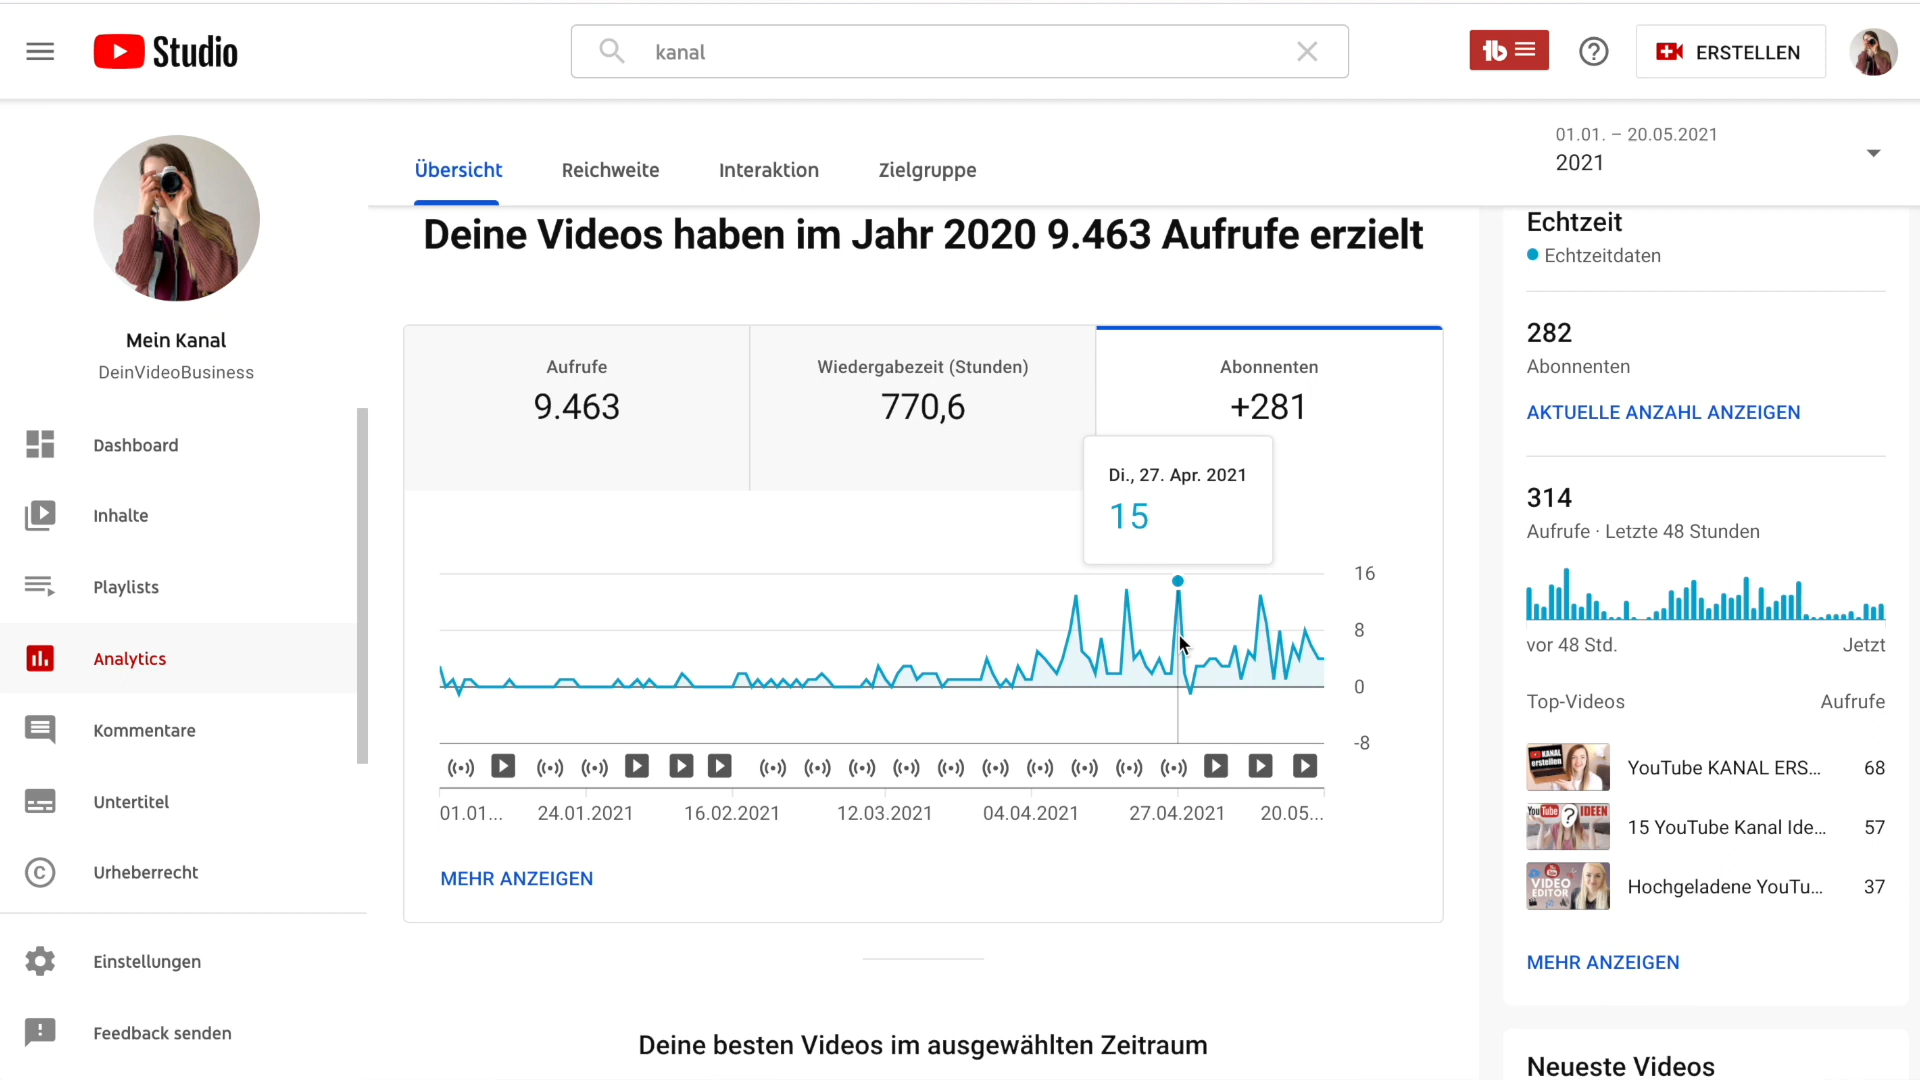 Studio
kanal
ERSTELLEN
Mein Kanal
DeinVideoBusiness
Dashboard
Inhalte
Playlists
Analytics
Kommentare
Untertitel
Urheberrecht
Einstellungen
Feedback senden
Übersicht
Reichweite
Interaktion
Zielgruppe
01.01. – 20.05.2021
2021
Deine Videos haben im Jahr 2020 9.463 Aufrufe erzielt
Aufrufe
9.463
Wiedergabezeit (Stunden)
770,6
Abonnenten
+281
Di., 27. Apr. 2021
15
16
8
0
-8
01.01... 24.01.2021 16.02.2021 12.03.2021 04.04.2021 27.04.2021 20.05...
MEHR ANZEIGEN
Deine besten Videos im ausgewählten Zeitraum
Echtzeit
Echtzeitdaten
282
Abonnenten
AKTUELLE ANZAHL ANZEIGEN
314
Aufrufe · Letzte 48 Stunden
vor 48 Std. Jetzt
Top-Videos Aufrufe
KANAL
erstellen
YouTube KANAL ERS... 68
YouTube ? IDEEN
15 YouTube Kanal Ide... 57
VIDEO
EDITOR
Hochgeladene YouTu... 37
MEHR ANZEIGEN
Neueste Videos